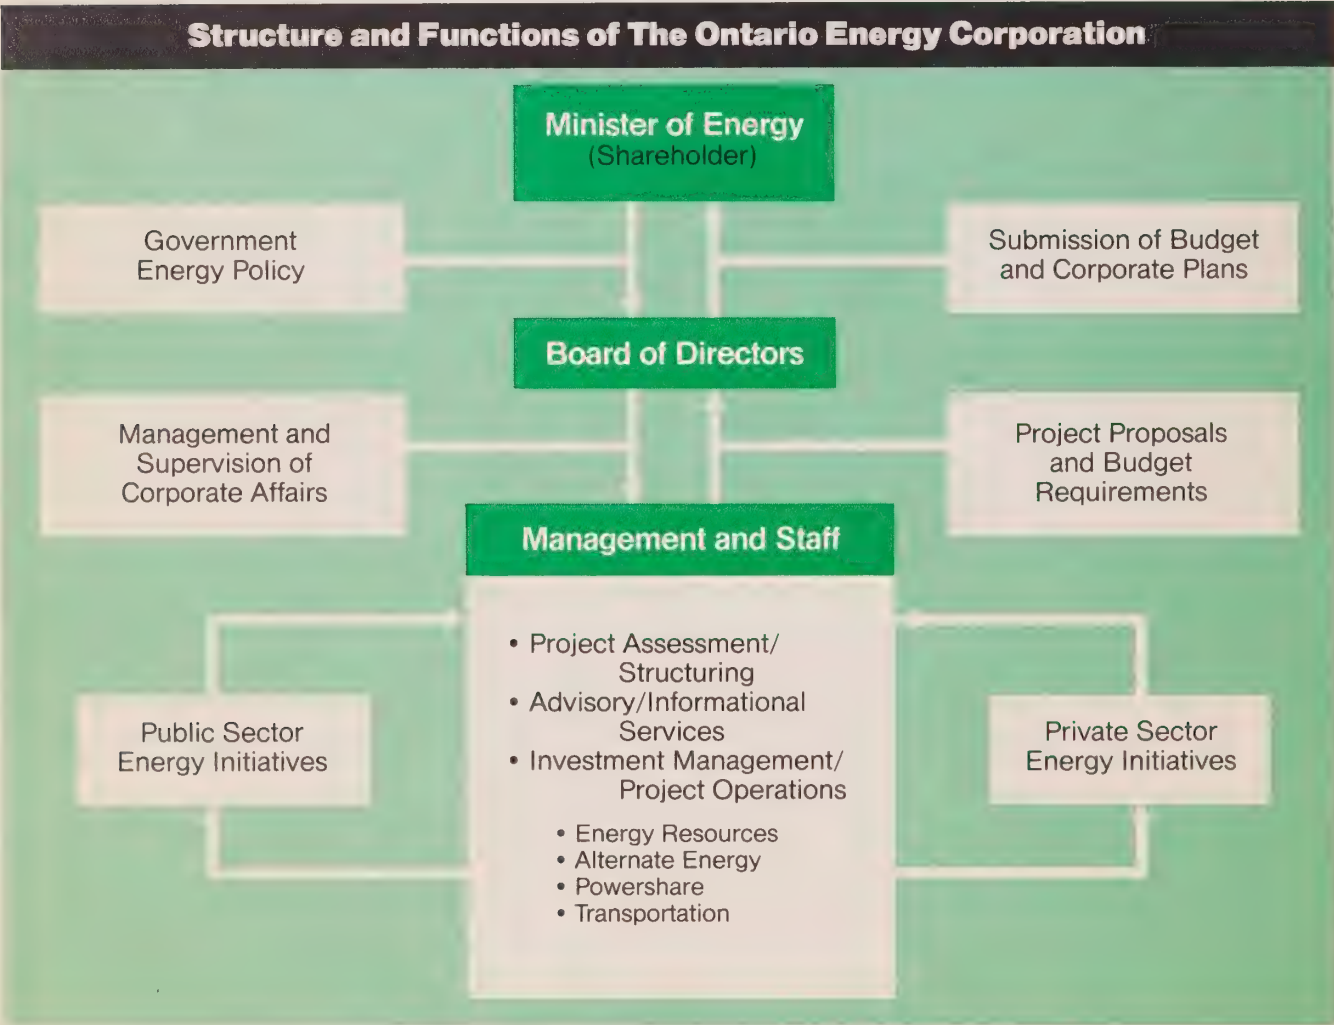 Structure and Functions of The Ontario Energy Corporation
Minister of Energy
(Shareholder)
Government
Energy Policy
Submission of Budget
and Corporate Plans
Board of Directors
Management and
Supervision of
Corporate Affairs
Project Proposals
and Budget
Requirements
Management and Staff
• Project Assessment/
Structuring
• Advisory/Informational
Services
• Investment Management/
Project Operations
• Energy Resources
• Alternate Energy
• Powershare
• Transportation
Public Sector
Energy Initiatives
Private Sector
Energy Initiatives